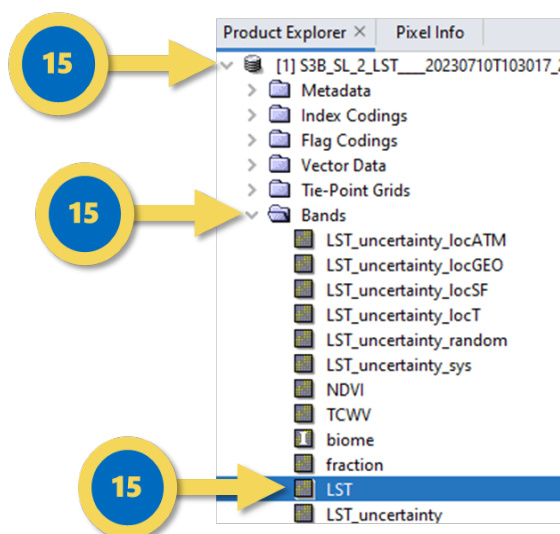 Product Explorer × Pixel Info
15
[1] S3B_SL_2_LST____20230710T103017_
Metadata
Index Codings
Flag Codings
Vector Data
Tie-Point Grids
15
Bands
LST_uncertainty_locATM
LST_uncertainty_locGEO
LST_uncertainty_locSF
LST_uncertainty_locT
LST_uncertainty_random
LST_uncertainty_sys
NDVI
TCWV
I biome
fraction
15
LST
LST_uncertainty